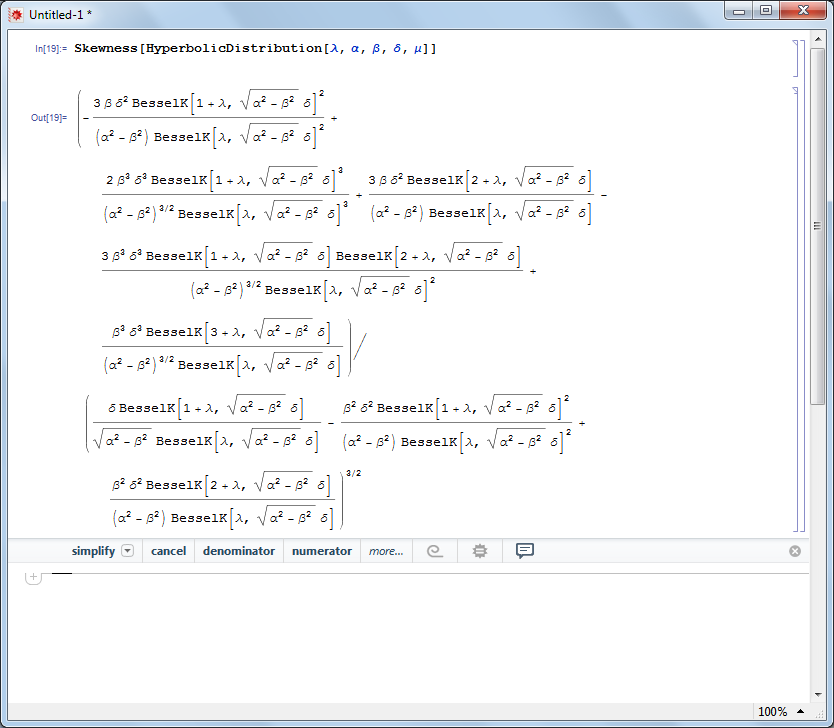 Untitled-1 *
In[19]:= Skewness[HyperbolicDistribution[λ, α, β, δ, μ]]
Out[19]= (-(3 β δ² BesselK[1 + λ, √(α² - β²) δ]²)/((α² - β²) BesselK[λ, √(α² - β²) δ]²) +
(2 β³ δ³ BesselK[1 + λ, √(α² - β²) δ]³)/((α² - β²)^(3/2) BesselK[λ, √(α² - β²) δ]³) + (3 β δ² BesselK[2 + λ, √(α² - β²) δ])/((α² - β²) BesselK[λ, √(α² - β²) δ]) -
(3 β³ δ³ BesselK[1 + λ, √(α² - β²) δ] BesselK[2 + λ, √(α² - β²) δ])/((α² - β²)^(3/2) BesselK[λ, √(α² - β²) δ]²) +
(β³ δ³ BesselK[3 + λ, √(α² - β²) δ])/((α² - β²)^(3/2) BesselK[λ, √(α² - β²) δ]))/
((δ BesselK[1 + λ, √(α² - β²) δ])/(√(α² - β²) BesselK[λ, √(α² - β²) δ]) - (β² δ² BesselK[1 + λ, √(α² - β²) δ]²)/((α² - β²) BesselK[λ, √(α² - β²) δ]²) +
(β² δ² BesselK[2 + λ, √(α² - β²) δ])/((α² - β²) BesselK[λ, √(α² - β²) δ]))^(3/2)
simplify cancel denominator numerator more...
100%